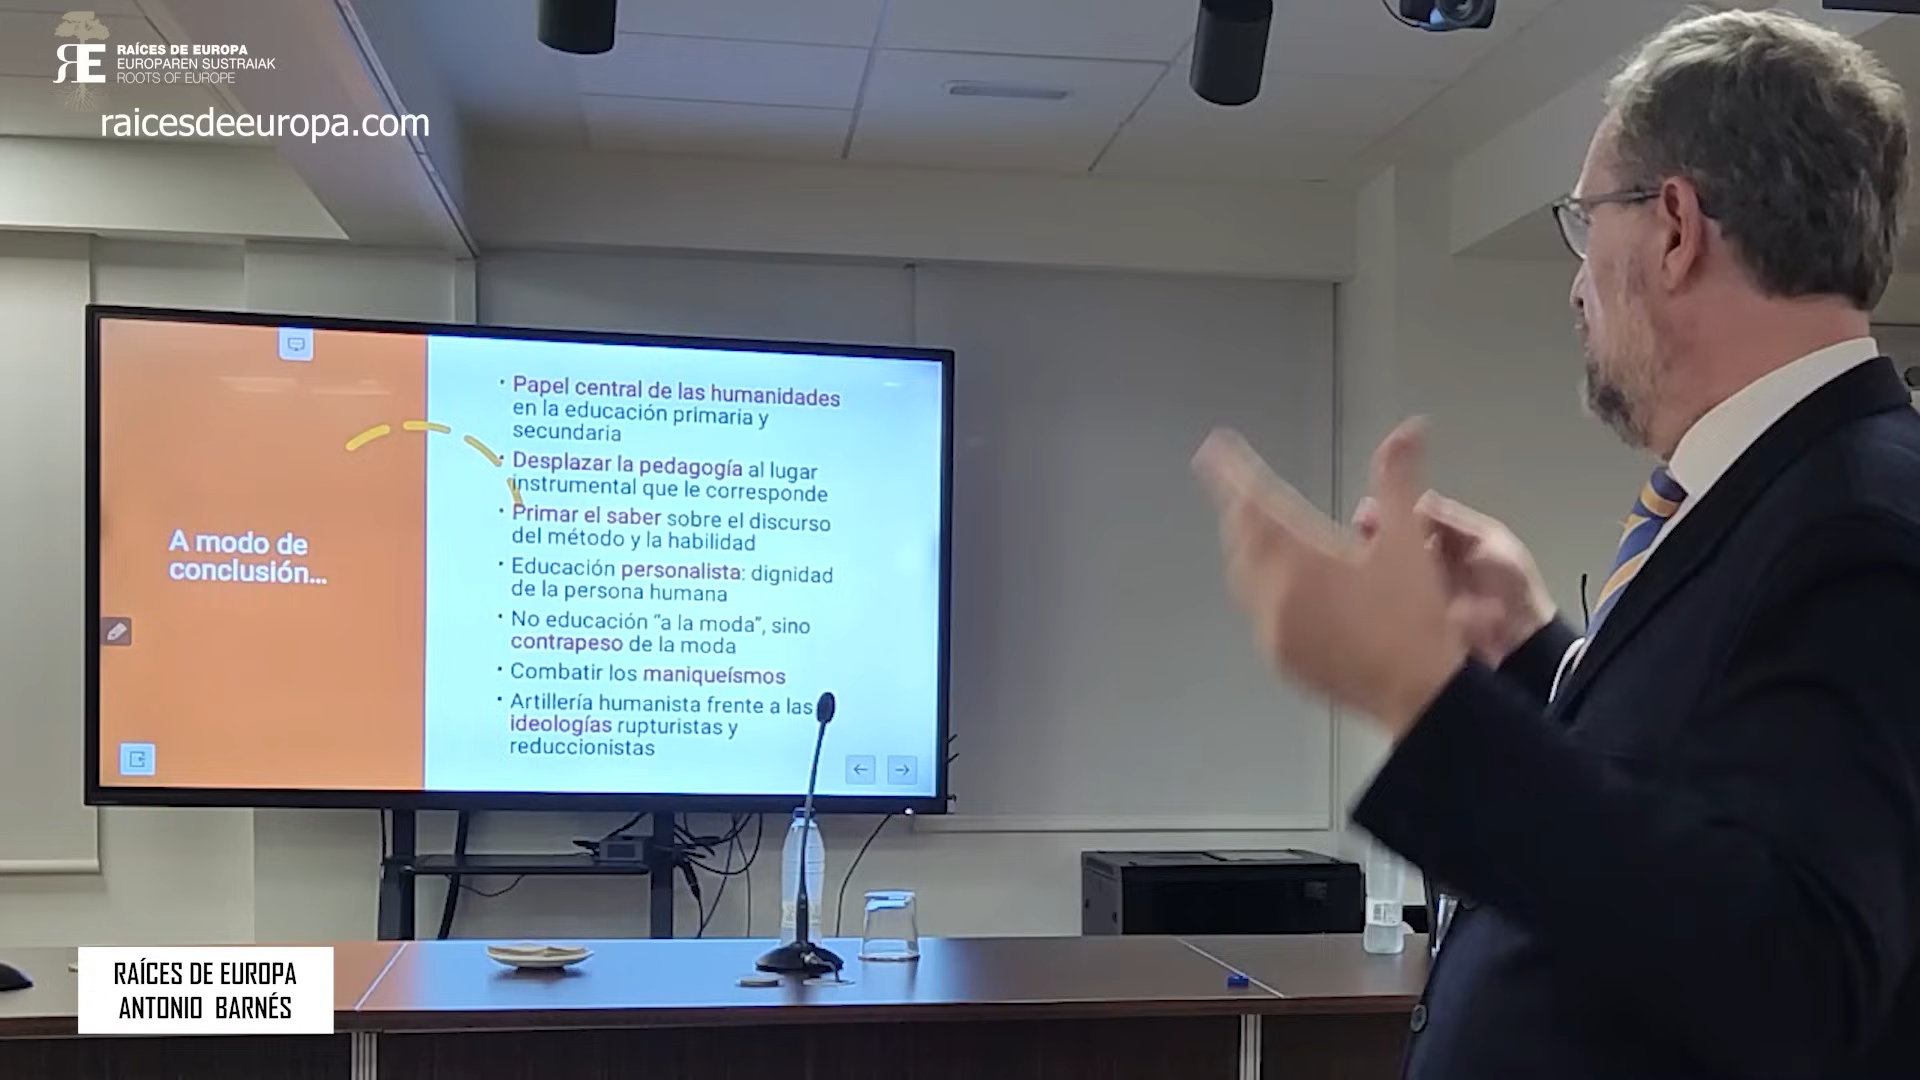 RAÍCES DE EUROPA
EUROPAREN SUSTRAIAK
ROOTS OF EUROPE
raicesdeeuropa.com
A modo de
conclusión...
• Papel central de las humanidades
en la educación primaria y
secundaria
• Desplazar la pedagogía al lugar
instrumental que le corresponde
• Primar el saber sobre el discurso
del método y la habilidad
• Educación personalista: dignidad
de la persona humana
• No educación “a la moda”, sino
contrapeso de la moda
• Combatir los maniqueísmos
• Artillería humanista frente a las
ideologías rupturistas y
reduccionistas
RAÍCES DE EUROPA
ANTONIO BARNÉS